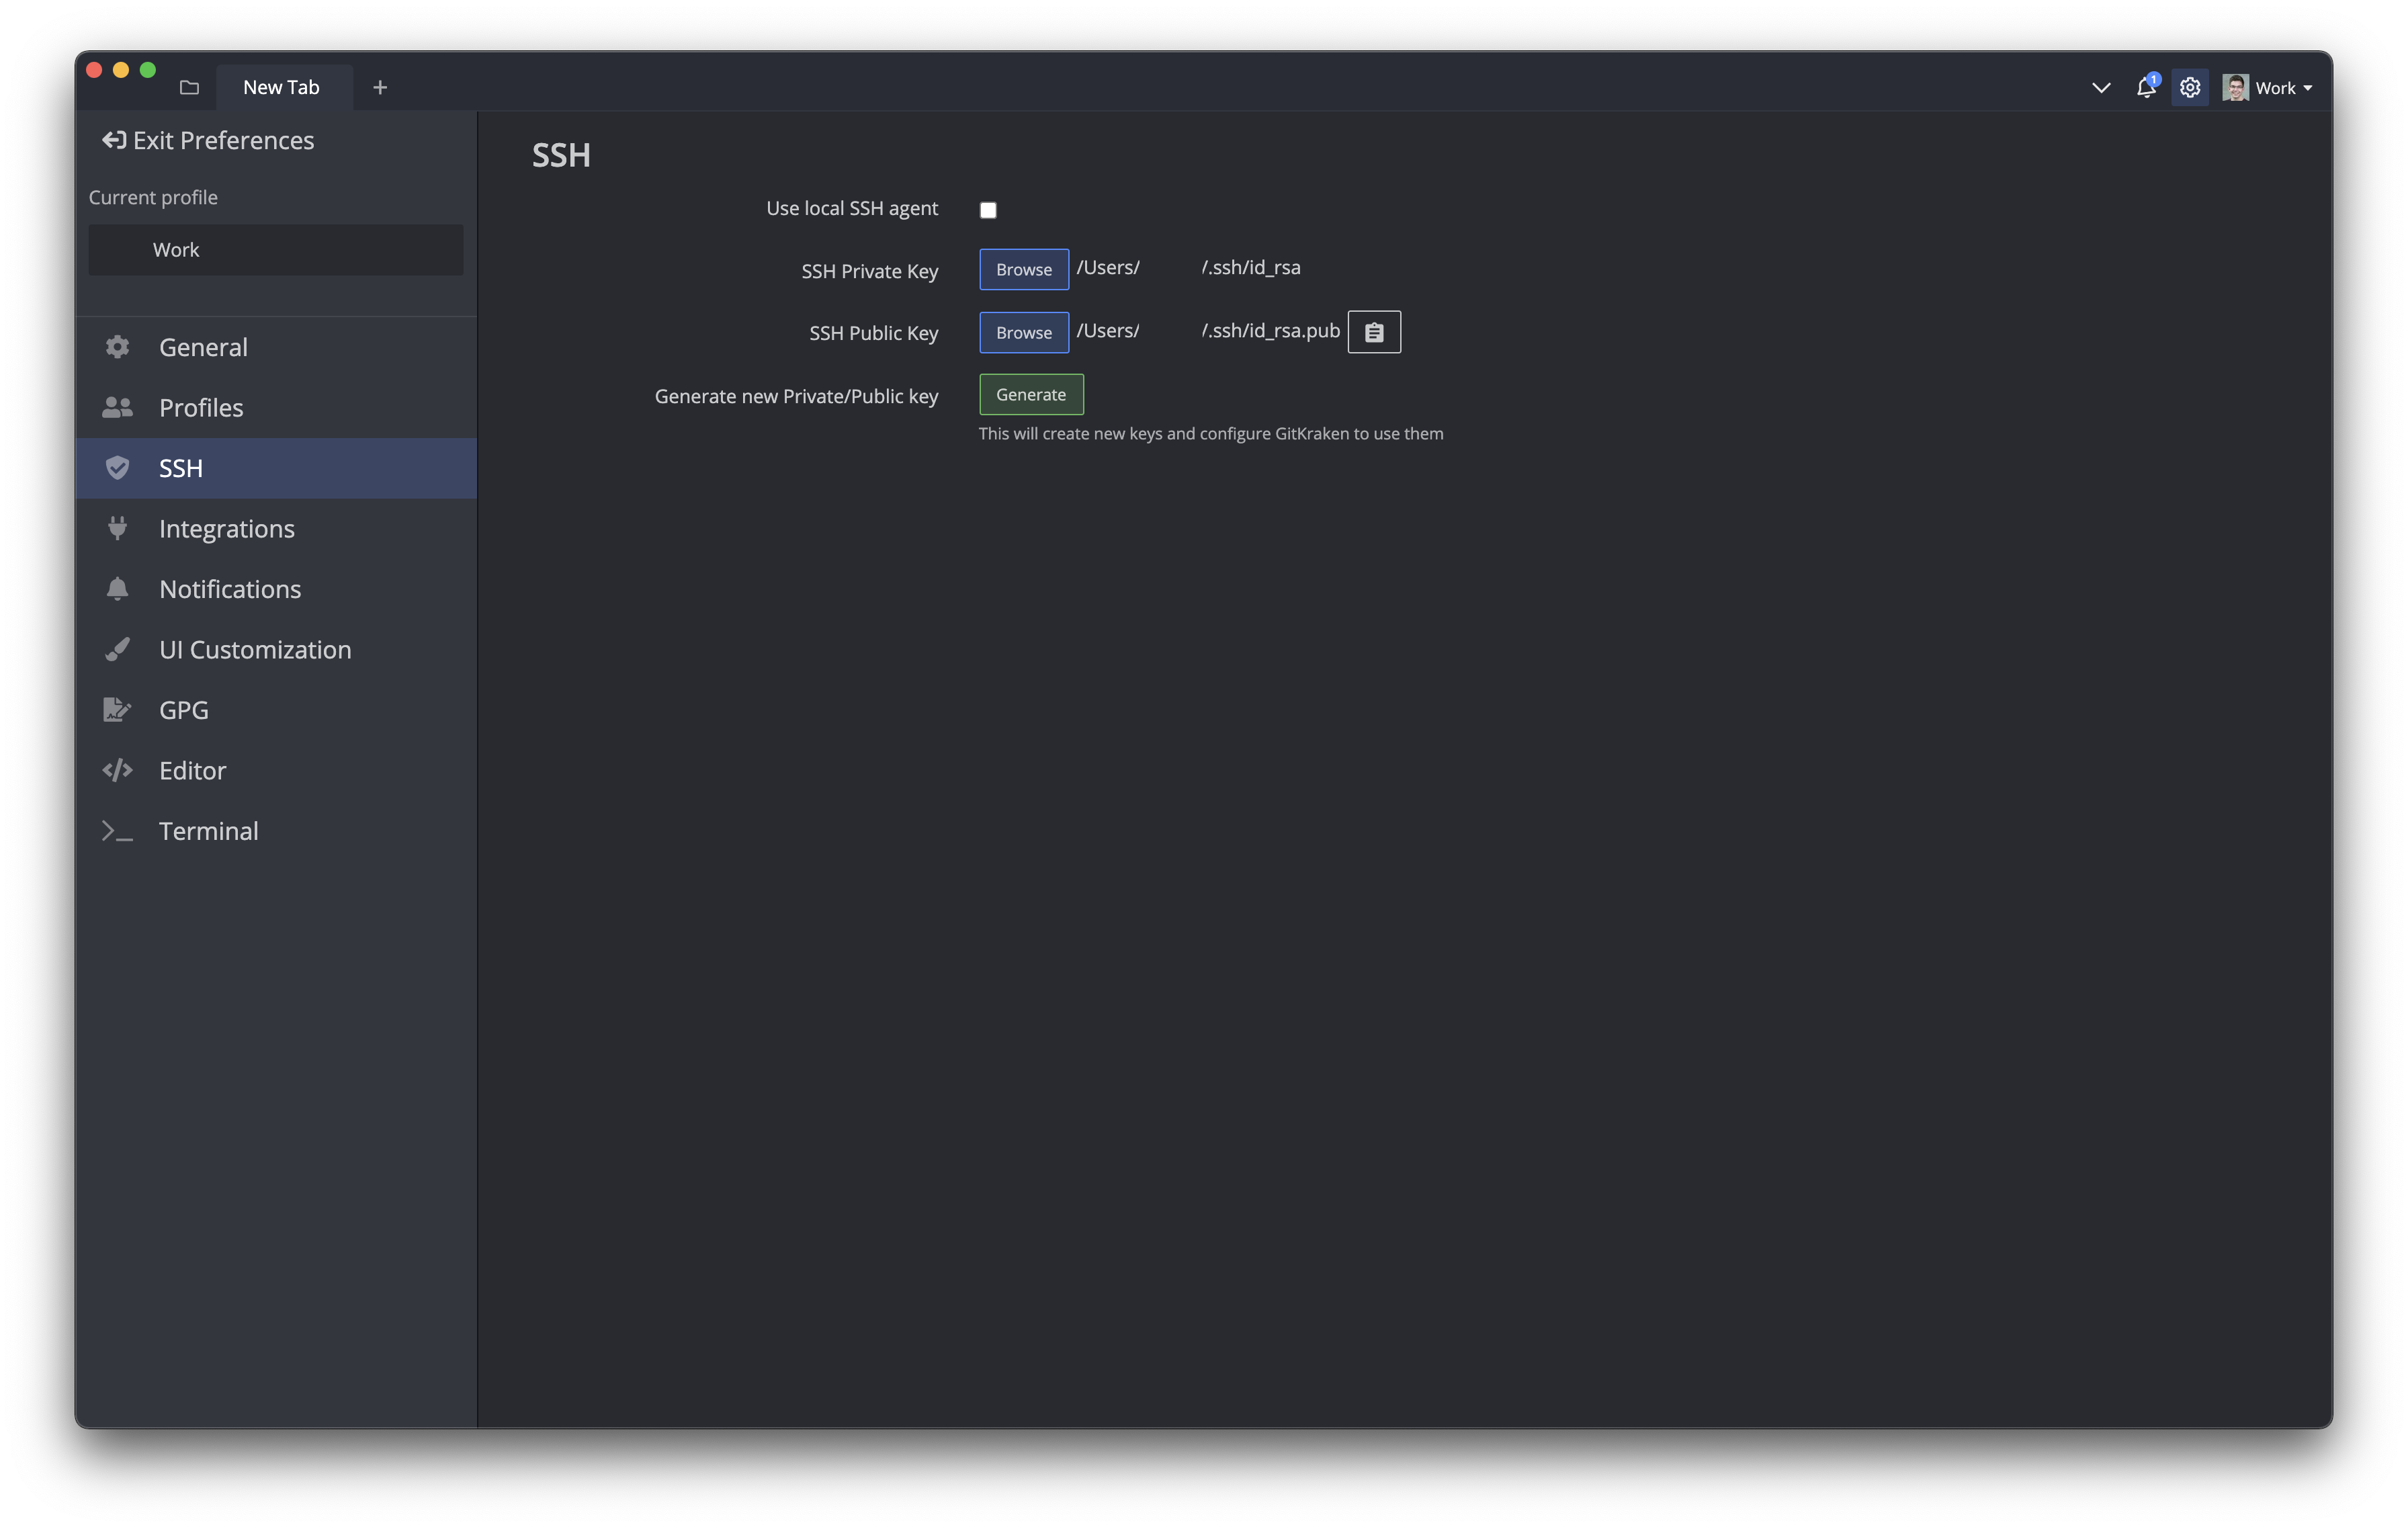 New Tab
1
Work
Exit Preferences
Current profile
Work
General
Profiles
SSH
Integrations
Notifications
UI Customization
GPG
Editor
Terminal
SSH
Use local SSH agent
SSH Private Key Browse /Users/ /.ssh/id_rsa
SSH Public Key Browse /Users/ /.ssh/id_rsa.pub
Generate new Private/Public key Generate
This will create new keys and configure GitKraken to use them